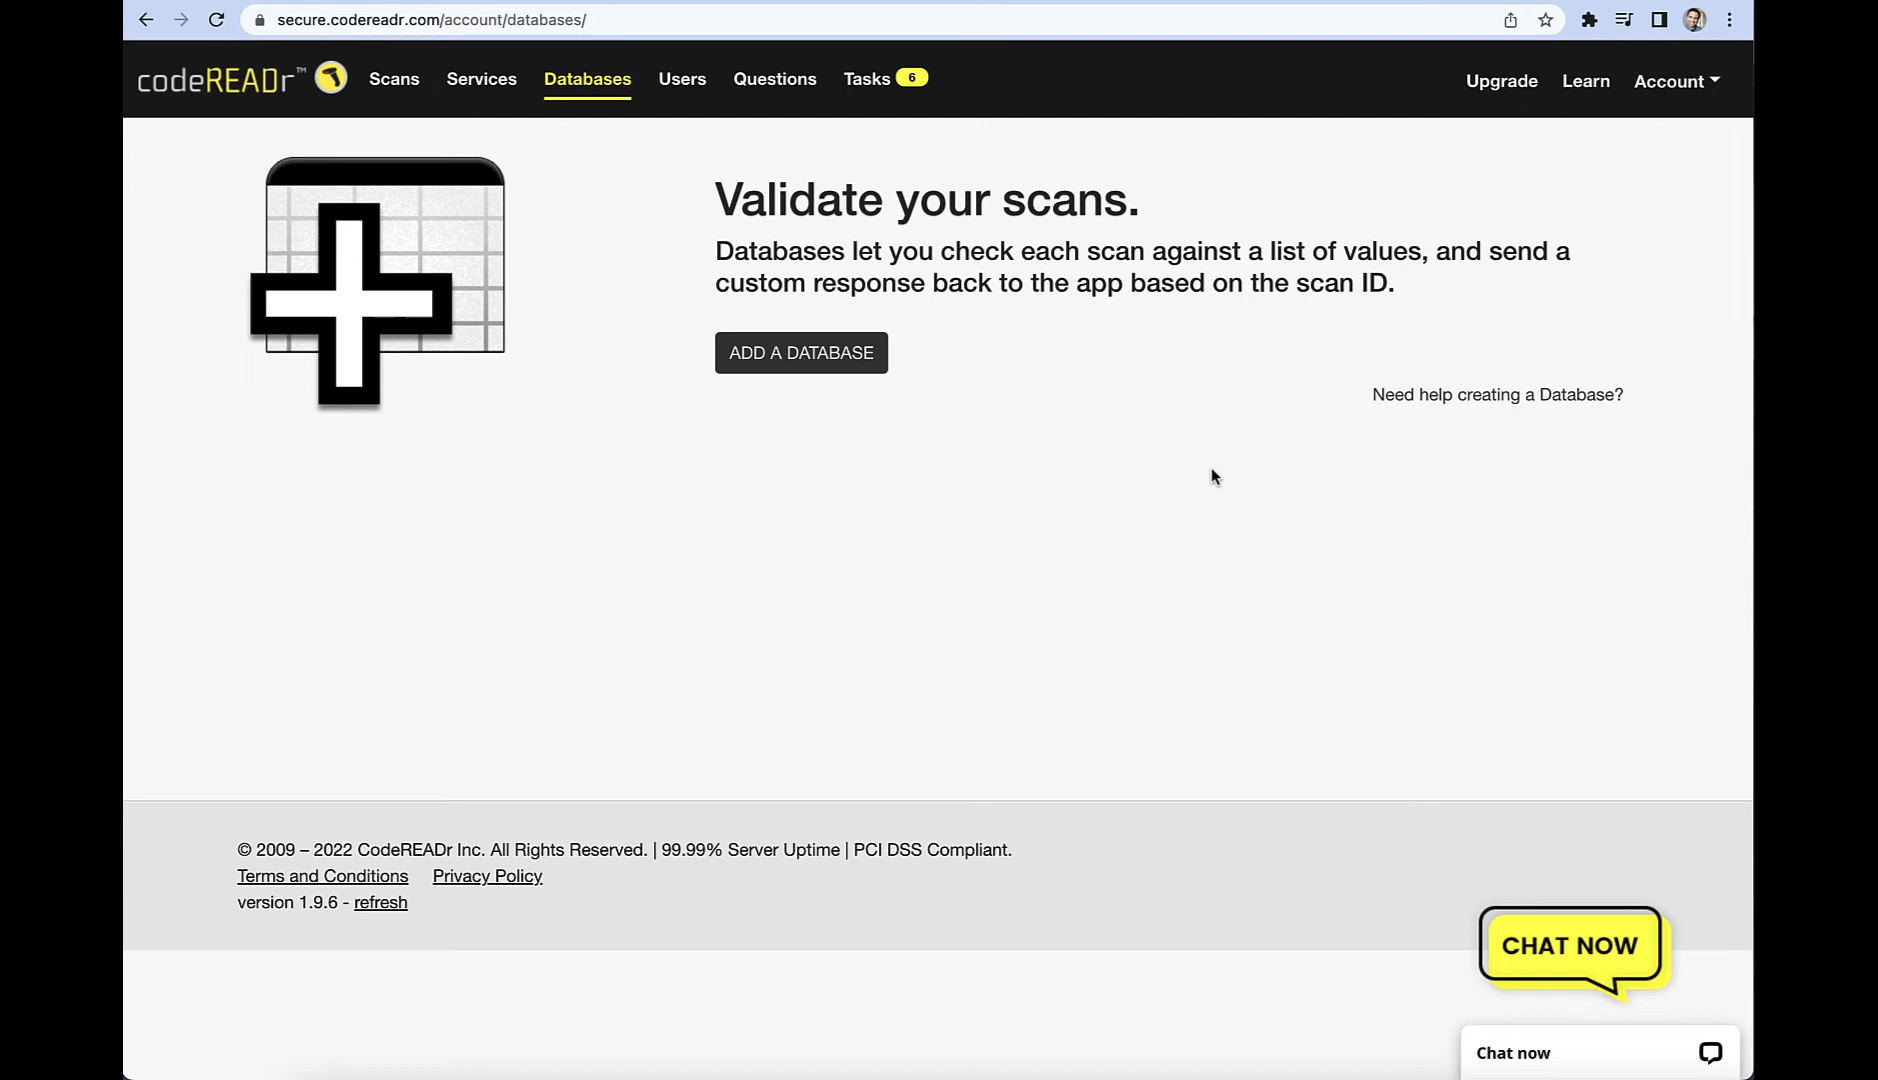 secure.codereadr.com/account/databases/
codeREADr™
Scans
Services
Databases
Users
Questions
Tasks
6
Upgrade
Learn
Account
Validate your scans.
Databases let you check each scan against a list of values, and send a
custom response back to the app based on the scan ID.
ADD A DATABASE
Need help creating a Database?
© 2009 – 2022 CodeREADr Inc. All Rights Reserved. | 99.99% Server Uptime | PCI DSS Compliant.
Terms and Conditions
Privacy Policy
version 1.9.6 - refresh
CHAT NOW
Chat now